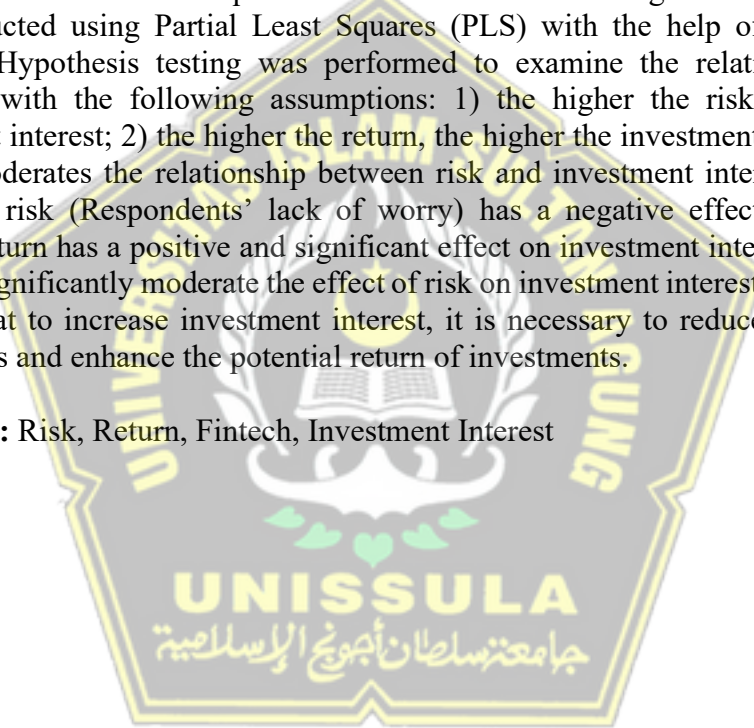 ucted using Partial Least Squares (PLS) with the help of
Hypothesis testing was performed to examine the relati
with the following assumptions: 1) the higher the risk
t interest; 2) the higher the return, the higher the investment
oderates the relationship between risk and investment inte
risk (Respondents' lack of worry) has a negative effect
turn has a positive and significant effect on investment inte
gnificantly moderate the effect of risk on investment interest
at to increase investment interest, it is necessary to reduce
s and enhance the potential return of investments.
: Risk, Return, Fintech, Investment Interest
UNIVERSITAS ISLAM SULTAN AGUNG
UNISSULA
جامعة سلطان أجونج الإسلامية